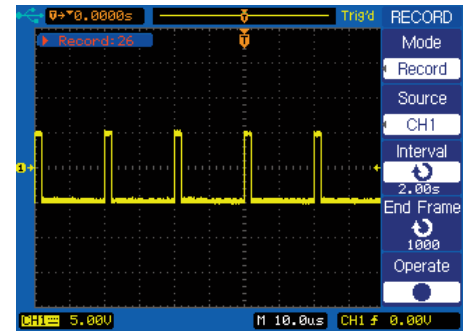 0.0000s Trig'd RECORD
Record:26
T
Mode
Record
Source
CH1
Interval
2.00s
End Frame
1000
Operate
1
CH1 5.00V M 10.0us CH1 0.00V